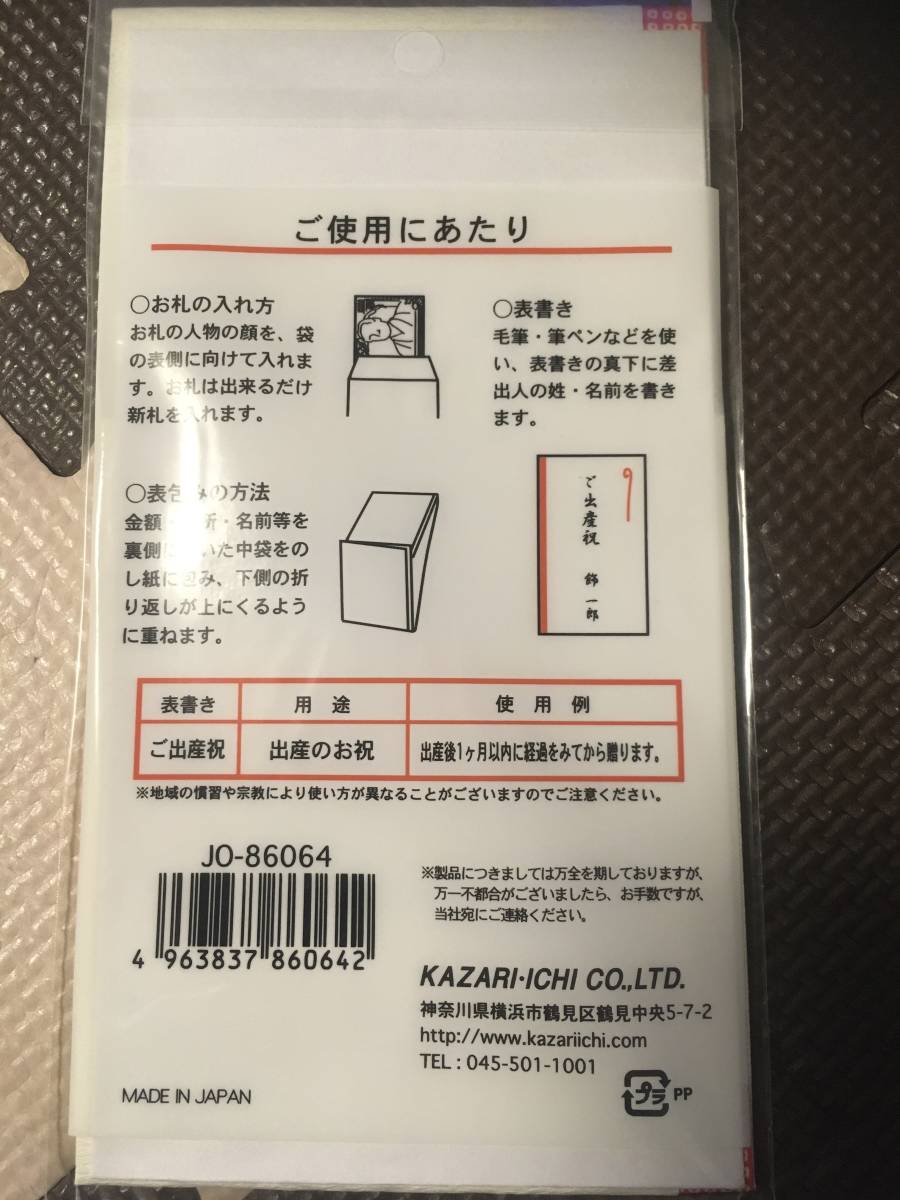 ご使用にあたり
○お札の入れ方
お札の人物の顔を、袋
の表側に向けて入れま
す。お札は出来るだけ
新札を入れます。
○表書き
毛筆・筆ペンなどを使
い、表書きの真下に差
出人の姓・名前を書き
ます。
○表包みの方法
金額・ 所・名前等を
裏側に いた中袋をの
し紙に包み、下側の折
り返しが上にくるよう
に重ねます。
ご出産祝
飾 一郎
表書き 用途 使用例
ご出産祝 出産のお祝 出産後1ヶ月以内に経過をみてから贈ります。
※地域の慣習や宗教により使い方が異なることがございますのでご注意ください。
JO-86064
4 963837 860642
※製品につきましては万全を期しておりますが、
万一不都合がございましたら、お手数ですが、
当社宛にご連絡ください。
KAZARI・ICHI CO.,LTD.
神奈川県横浜市鶴見区鶴見中央5-7-2
http://www.kazariichi.com
TEL : 045-501-1001
MADE IN JAPAN
プラ PP